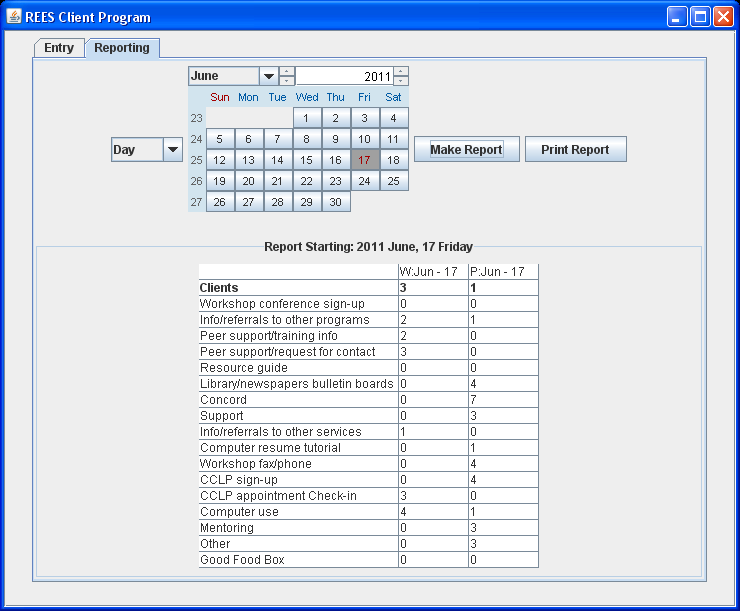 REES Client Program
Entry Reporting
June 2011
Sun Mon Tue Wed Thu Fri Sat
23 1 2 3 4
24 5 6 7 8 9 10 11
25 12 13 14 15 16 17 18
26 19 20 21 22 23 24 25
27 26 27 28 29 30
Day
Make Report Print Report
Report Starting: 2011 June, 17 Friday
W:Jun - 17 P:Jun - 17
Clients 3 1
Workshop conference sign-up 0 0
Info/referrals to other programs 2 1
Peer support/training info 2 0
Peer support/request for contact 3 0
Resource guide 0 0
Library/newspapers bulletin boards 0 4
Concord 0 7
Support 0 3
Info/referrals to other services 1 0
Computer resume tutorial 0 1
Workshop fax/phone 0 4
CCLP sign-up 0 4
CCLP appointment Check-in 3 0
Computer use 4 1
Mentoring 0 3
Other 0 3
Good Food Box 0 0